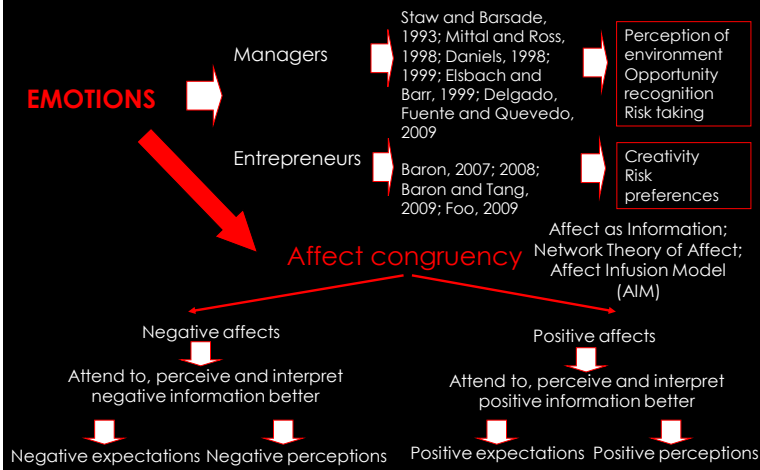 EMOTIONS
Managers
Staw and Barsade,
1993; Mittal and Ross,
1998; Daniels, 1998;
1999; Elsbach and
Barr, 1999; Delgado,
Fuente and Quevedo,
2009
Perception of
environment
Opportunity
recognition
Risk taking
Entrepreneurs
Baron, 2007; 2008;
Baron and Tang,
2009; Foo, 2009
Creativity
Risk
preferences
Affect congruency
Affect as Information;
Network Theory of Affect;
Affect Infusion Model
(AIM)
Negative affects
Attend to, perceive and interpret
negative information better
Negative expectations
Negative perceptions
Positive affects
Attend to, perceive and interpret
positive information better
Positive expectations
Positive perceptions